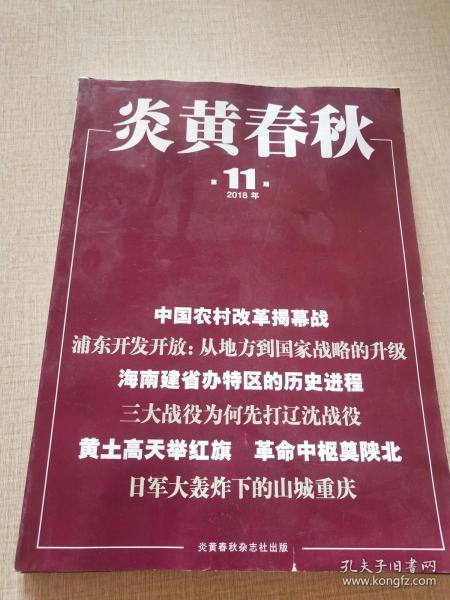 炎黄春秋
第11期
2018年
中国农村改革揭幕战
浦东开发开放：从地方到国家战略的升级
海南建省办特区的历史进程
三大战役为何先打辽沈战役
黄土高天举红旗 革命中枢奠陕北
日军大轰炸下的山城重庆
炎黄春秋杂志社出版
孔夫子旧书网
www.kongfz.com